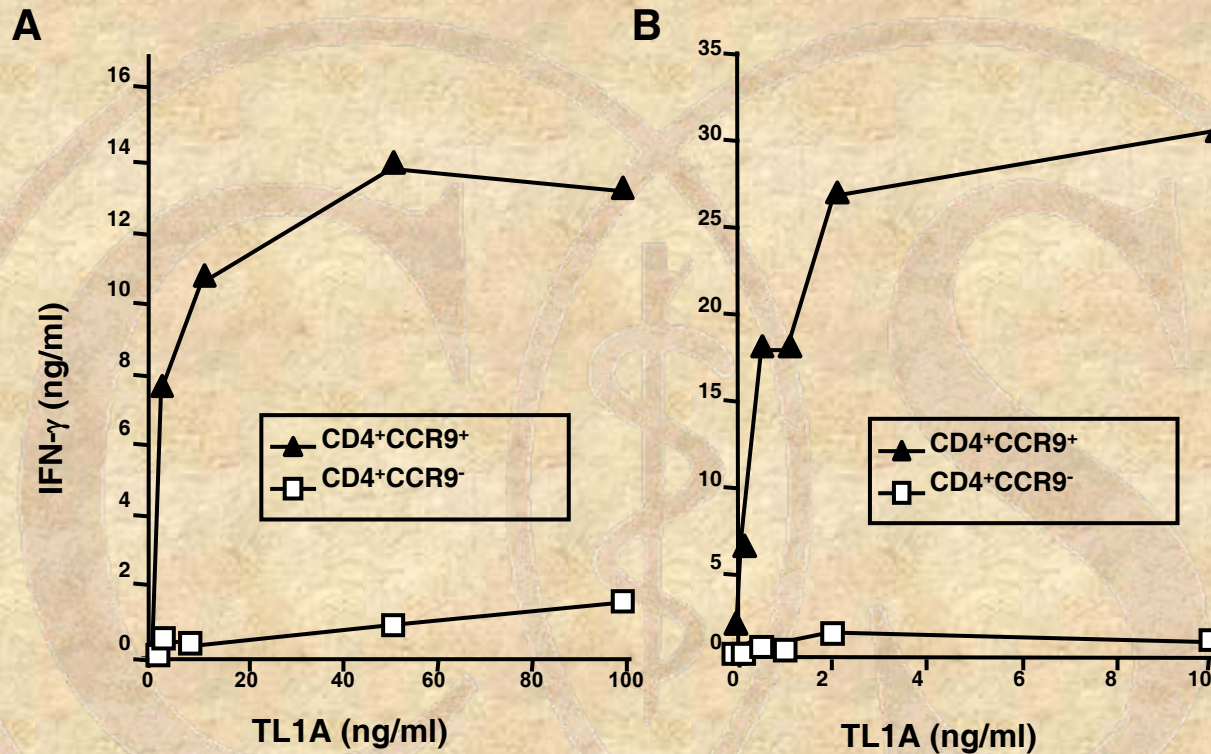 A
16
14
12
10
8
6
4
2
0
IFN-γ (ng/ml)
CD4⁺CCR9⁺
CD4⁺CCR9⁻
0 20 40 60 80 100
TL1A (ng/ml)
B
35
30
25
20
15
10
5
0
CD4⁺CCR9⁺
CD4⁺CCR9⁻
0 2 4 6 8 10
TL1A (ng/ml)